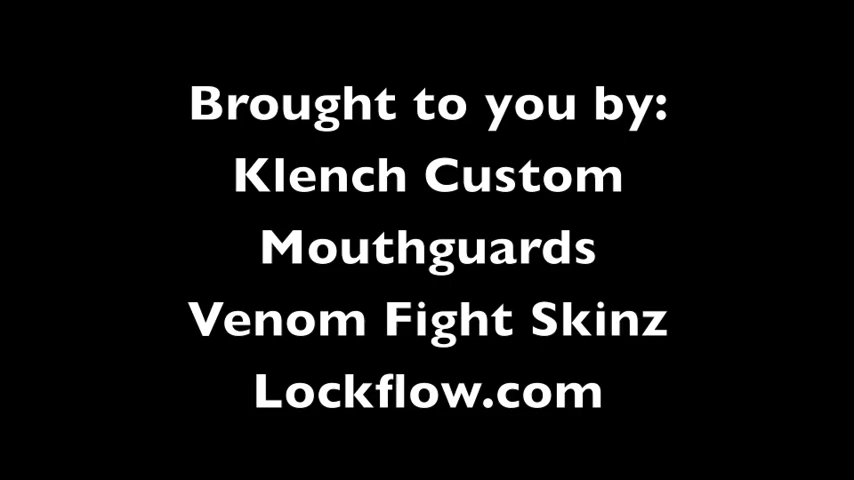 Brought to you by:
Klench Custom
Mouthguards
Venom Fight Skinz
Lockflow.com